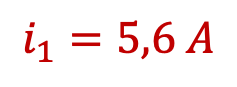 i₁ = 5,6 A